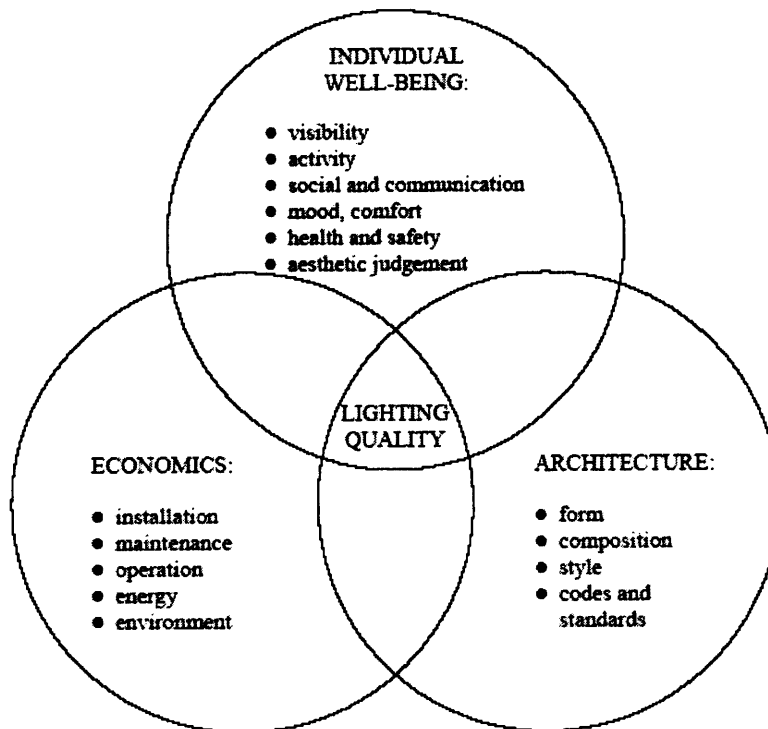 INDIVIDUAL
WELL-BEING:
● visibility
● activity
● social and communication
● mood, comfort
● health and safety
● aesthetic judgement
LIGHTING
QUALITY
ECONOMICS:
● installation
● maintenance
● operation
● energy
● environment
ARCHITECTURE:
● form
● composition
● style
● codes and
standards